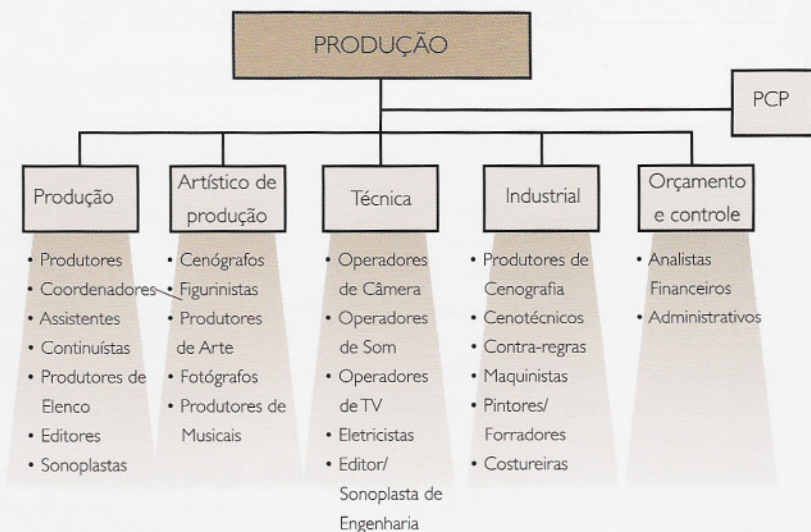 PRODUÇÃO
PCP
Produção
• Produtores
• Coordenadores
• Assistentes
• Continuístas
• Produtores de
Elenco
• Editores
• Sonoplastas
Artístico de
produção
• Cenógrafos
• Figurinistas
• Produtores
de Arte
• Fotógrafos
• Produtores de
Musicais
Técnica
• Operadores
de Câmera
• Operadores
de Som
• Operadores
de TV
• Eletricistas
• Editor/
Sonoplasta de
Engenharia
Industrial
• Produtores de
Cenografia
• Cenotécnicos
• Contra-regras
• Maquinistas
• Pintores/
Forradores
• Costureiras
Orçamento
e controle
• Analistas
Financeiros
• Administrativos